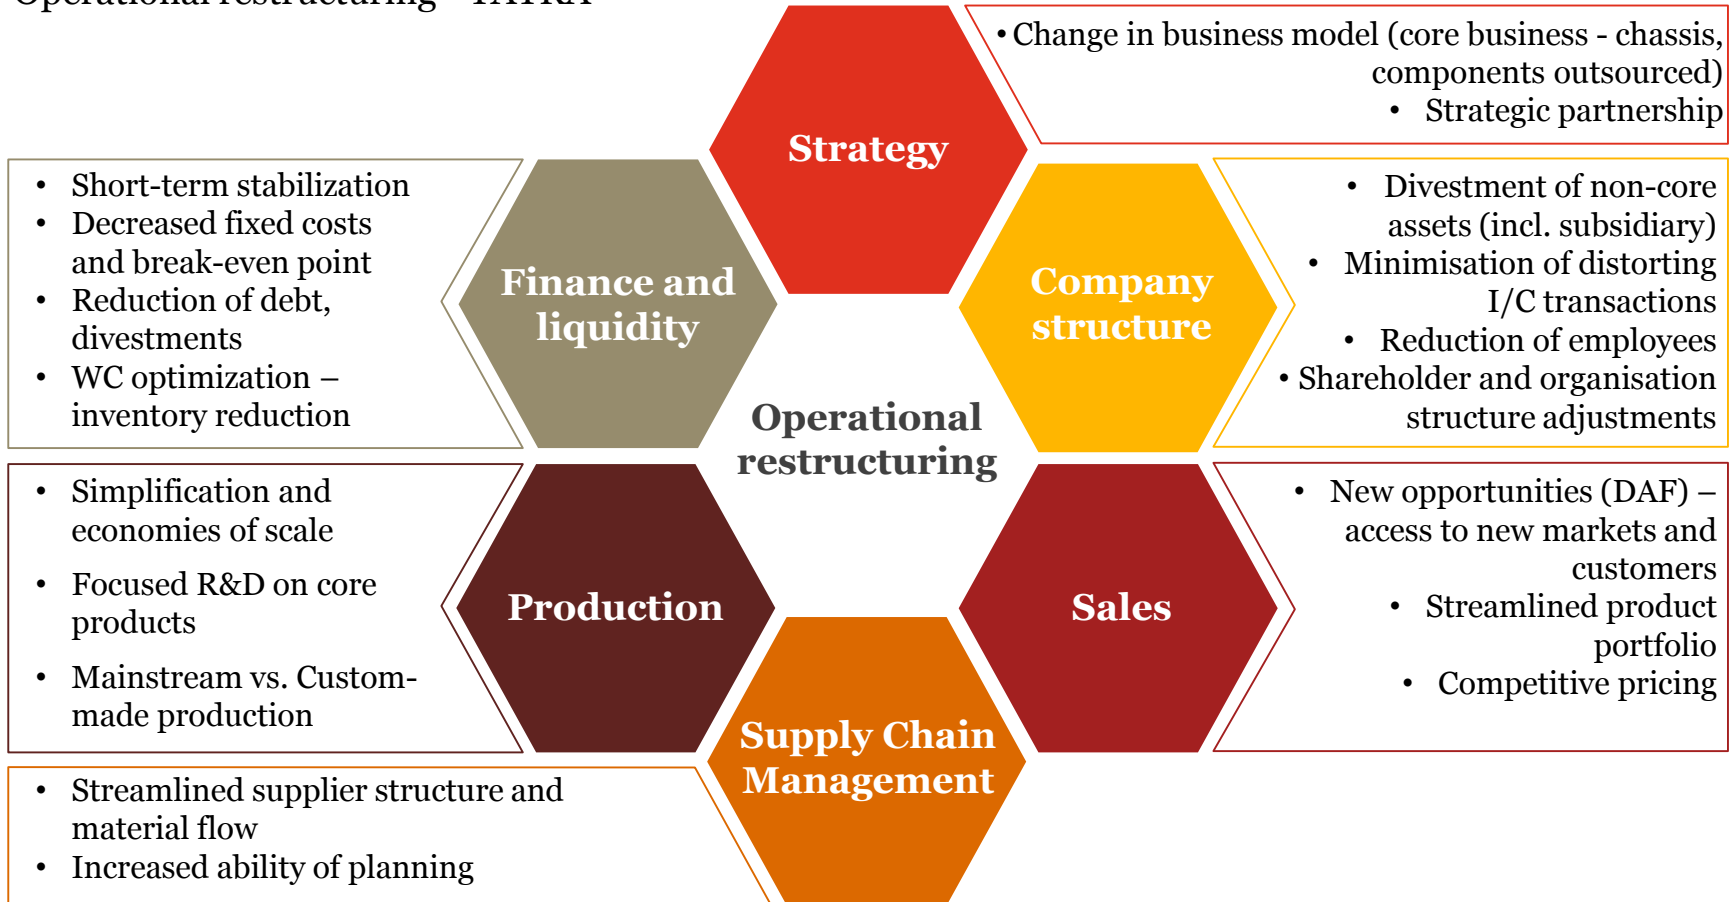 Operational restructuring - TATRA
Strategy
• Change in business model (core business - chassis,
components outsourced)
• Strategic partnership
Finance and
liquidity
• Short-term stabilization
• Decreased fixed costs
and break-even point
• Reduction of debt,
divestments
• WC optimization –
inventory reduction
Company
structure
• Divestment of non-core
assets (incl. subsidiary)
• Minimisation of distorting
I/C transactions
• Reduction of employees
• Shareholder and organisation
structure adjustments
Operational
restructuring
Production
• Simplification and
economies of scale
• Focused R&D on core
products
• Mainstream vs. Custom-
made production
Sales
• New opportunities (DAF) –
access to new markets and
customers
• Streamlined product
portfolio
• Competitive pricing
Supply Chain
Management
• Streamlined supplier structure and
material flow
• Increased ability of planning